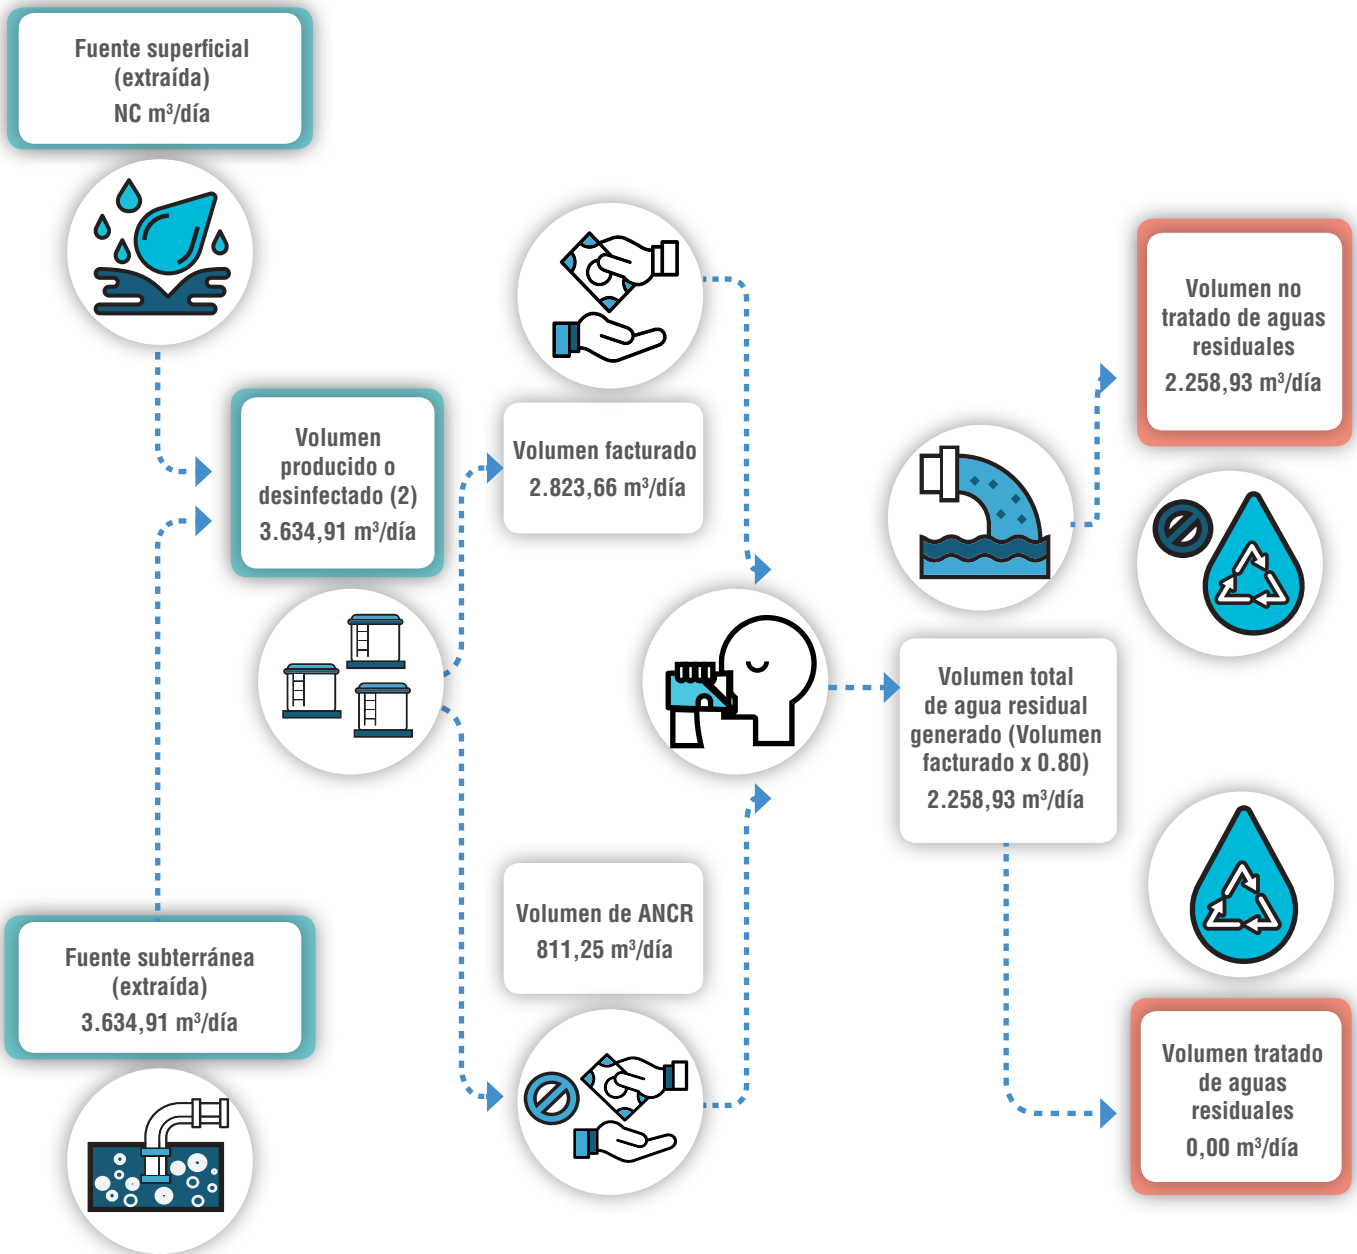 Fuente superficial
(extraída)
NC m³/día
Volumen
producido o
desinfectado (2)
3.634,91 m³/día
Fuente subterránea
(extraída)
3.634,91 m³/día
Volumen facturado
2.823,66 m³/día
Volumen de ANCR
811,25 m³/día
Volumen total
de agua residual
generado (Volumen
facturado x 0.80)
2.258,93 m³/día
Volumen no
tratado de aguas
residuales
2.258,93 m³/día
Volumen tratado
de aguas
residuales
0,00 m³/día